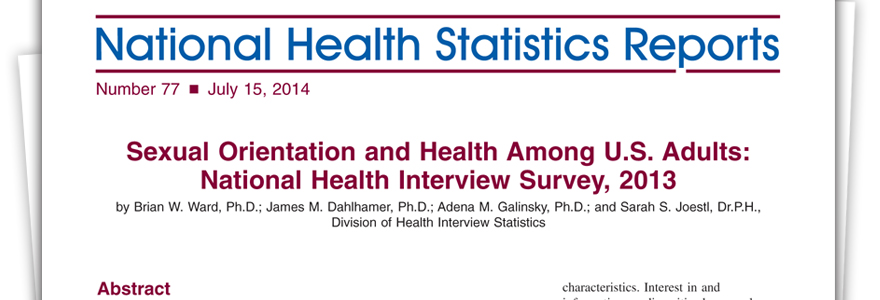 National Health Statistics Reports
Number 77 ■ July 15, 2014
Sexual Orientation and Health Among U.S. Adults:
National Health Interview Survey, 2013
by Brian W. Ward, Ph.D.; James M. Dahlhamer, Ph.D.; Adena M. Galinsky, Ph.D.; and Sarah S. Joestl, Dr.P.H.,
Division of Health Interview Statistics
Abstract
characteristics. Interest in and